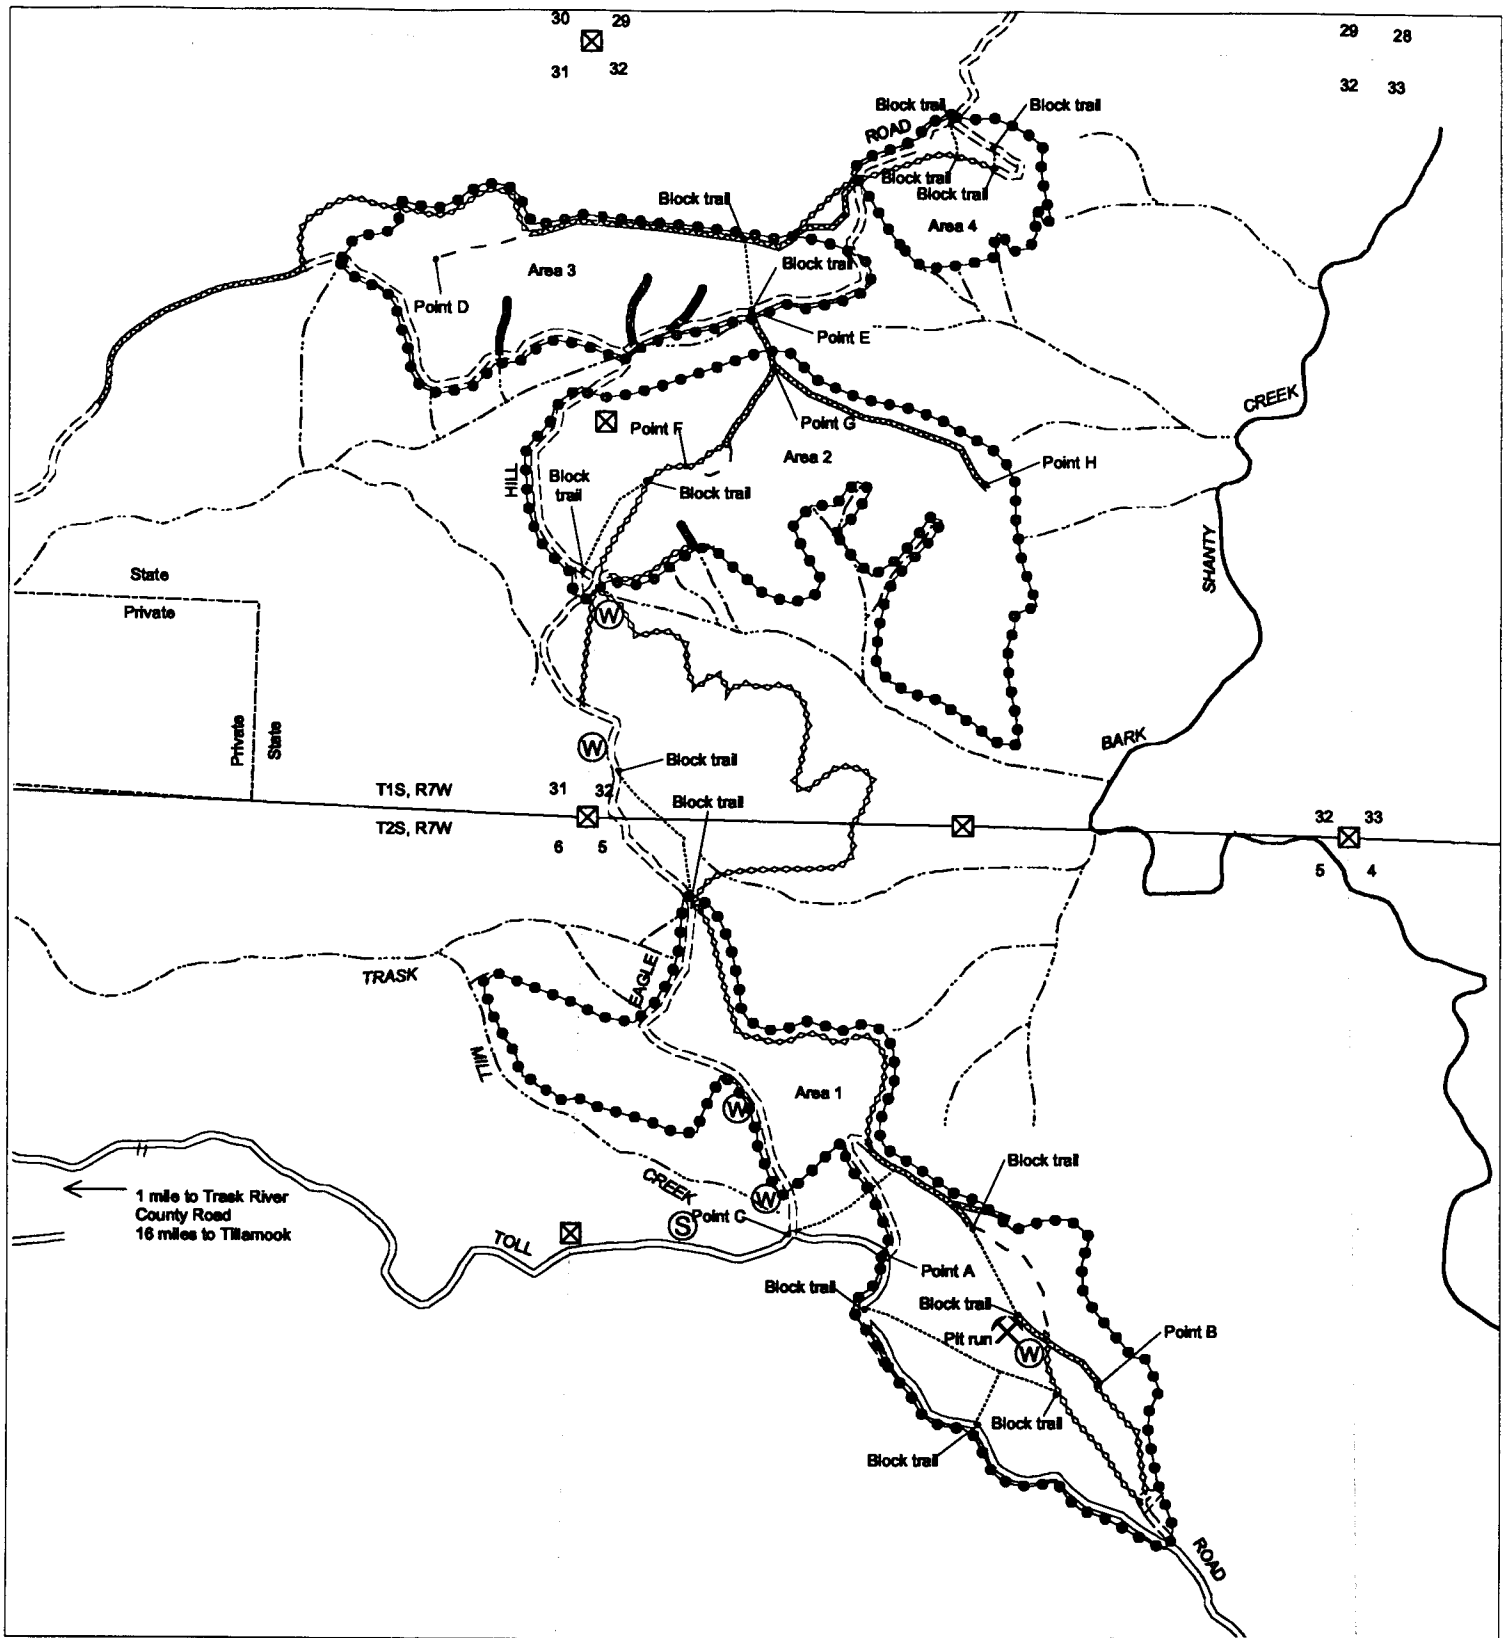 30 29
31 32
29 28
32 33
Block trail
Block trail
ROAD
Block trail
Block trail
Area 4
Block trail
Block trail
Area 3
Point D
Point E
CREEK
Point F
Point G
Area 2
Point H
HILL
Block
trail
Block trail
SHANTY
State
Private
W
Private
State
BARK
W
Block trail
T1S, R7W
31 32
Block trail
32 33
T2S, R7W
6 5
5 4
TRASK
EAGLE
MILL
Area 1
W
Block trail
CREEK
1 mile to Trask River
County Road
16 miles to Tillamook
W
S
Point C
TOLL
Point A
Block trail
Block trail
Pit run
W
Point B
Block trail
Block trail
ROAD